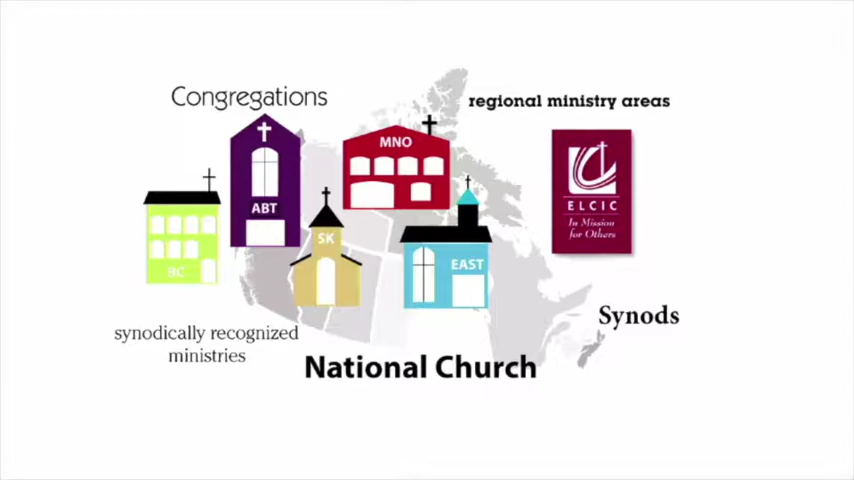 Congregations
regional ministry areas
MNO
ABT
SK
EAST
BC
ELCIC
In Mission
for Others
Synods
synodically recognized
ministries
National Church